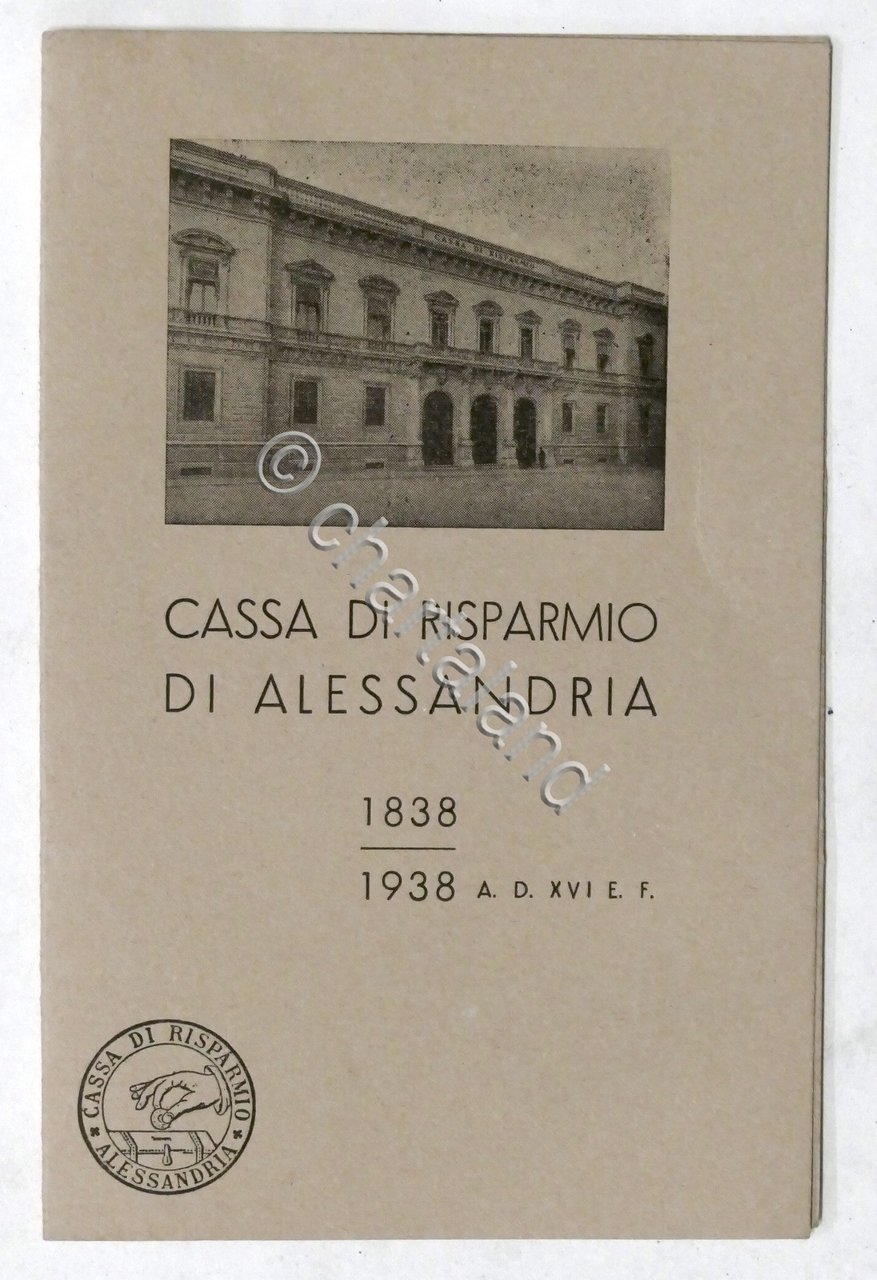 CASSA DI RISPARMIO
© chartaland
CASSA DI RISPARMIO
DI ALESSANDRIA
1838
1938 A. D. XVI E. F.
CASSA DI RISPARMIO
ALESSANDRIA